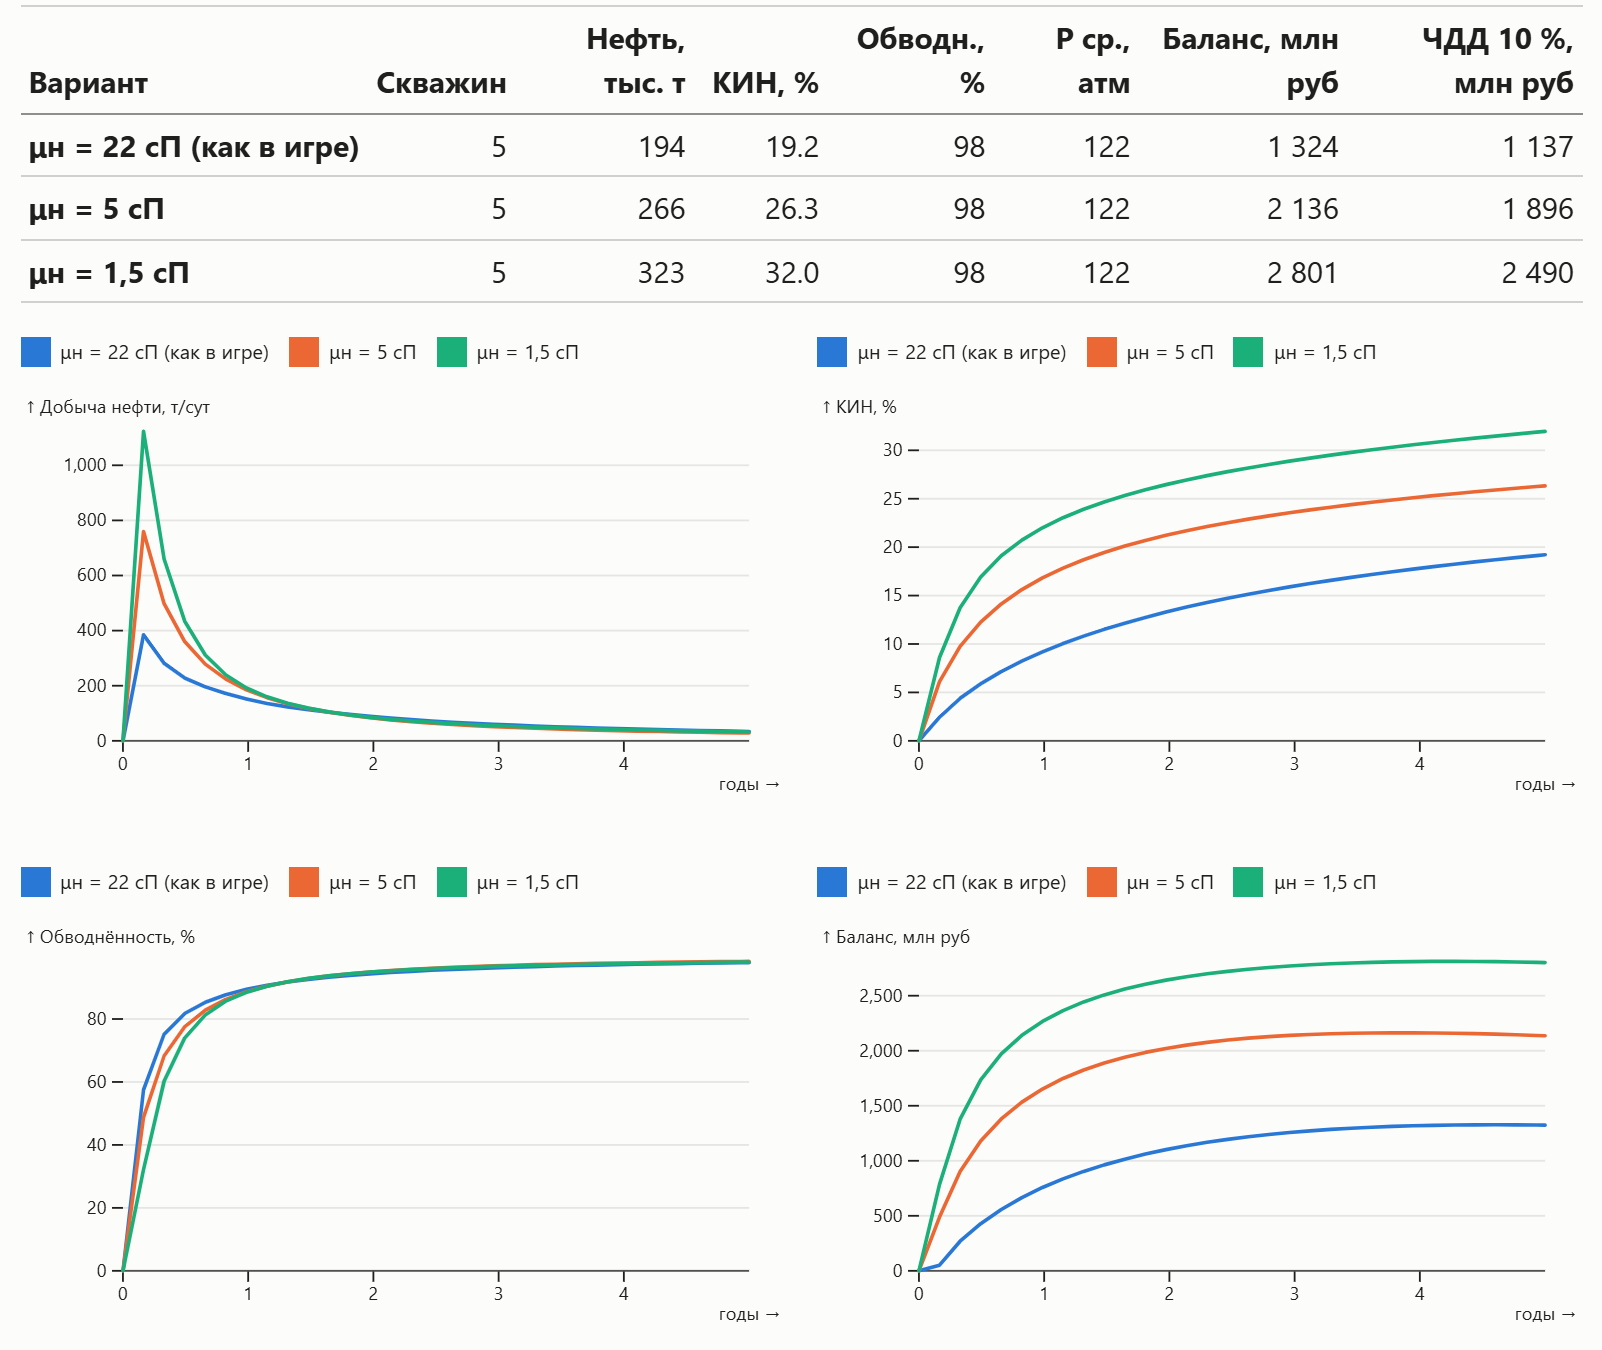 Вариант Скважин Нефть, тыс. т КИН, % Обводн., % P ср., атм Баланс, млн руб ЧДД 10 %, млн руб
μн = 22 сП (как в игре) 5 194 19.2 98 122 1 324 1 137
μн = 5 сП 5 266 26.3 98 122 2 136 1 896
μн = 1,5 сП 5 323 32.0 98 122 2 801 2 490
μн = 22 сП (как в игре) μн = 5 сП μн = 1,5 сП
↑ Добыча нефти, т/сут
1,000
800
600
400
200
0
0 1 2 3 4
годы →
μн = 22 сП (как в игре) μн = 5 сП μн = 1,5 сП
↑ КИН, %
30
25
20
15
10
5
0
0 1 2 3 4
годы →
μн = 22 сП (как в игре) μн = 5 сП μн = 1,5 сП
↑ Обводнённость, %
80
60
40
20
0
0 1 2 3 4
годы →
μн = 22 сП (как в игре) μн = 5 сП μн = 1,5 сП
↑ Баланс, млн руб
2,500
2,000
1,500
1,000
500
0
0 1 2 3 4
годы →